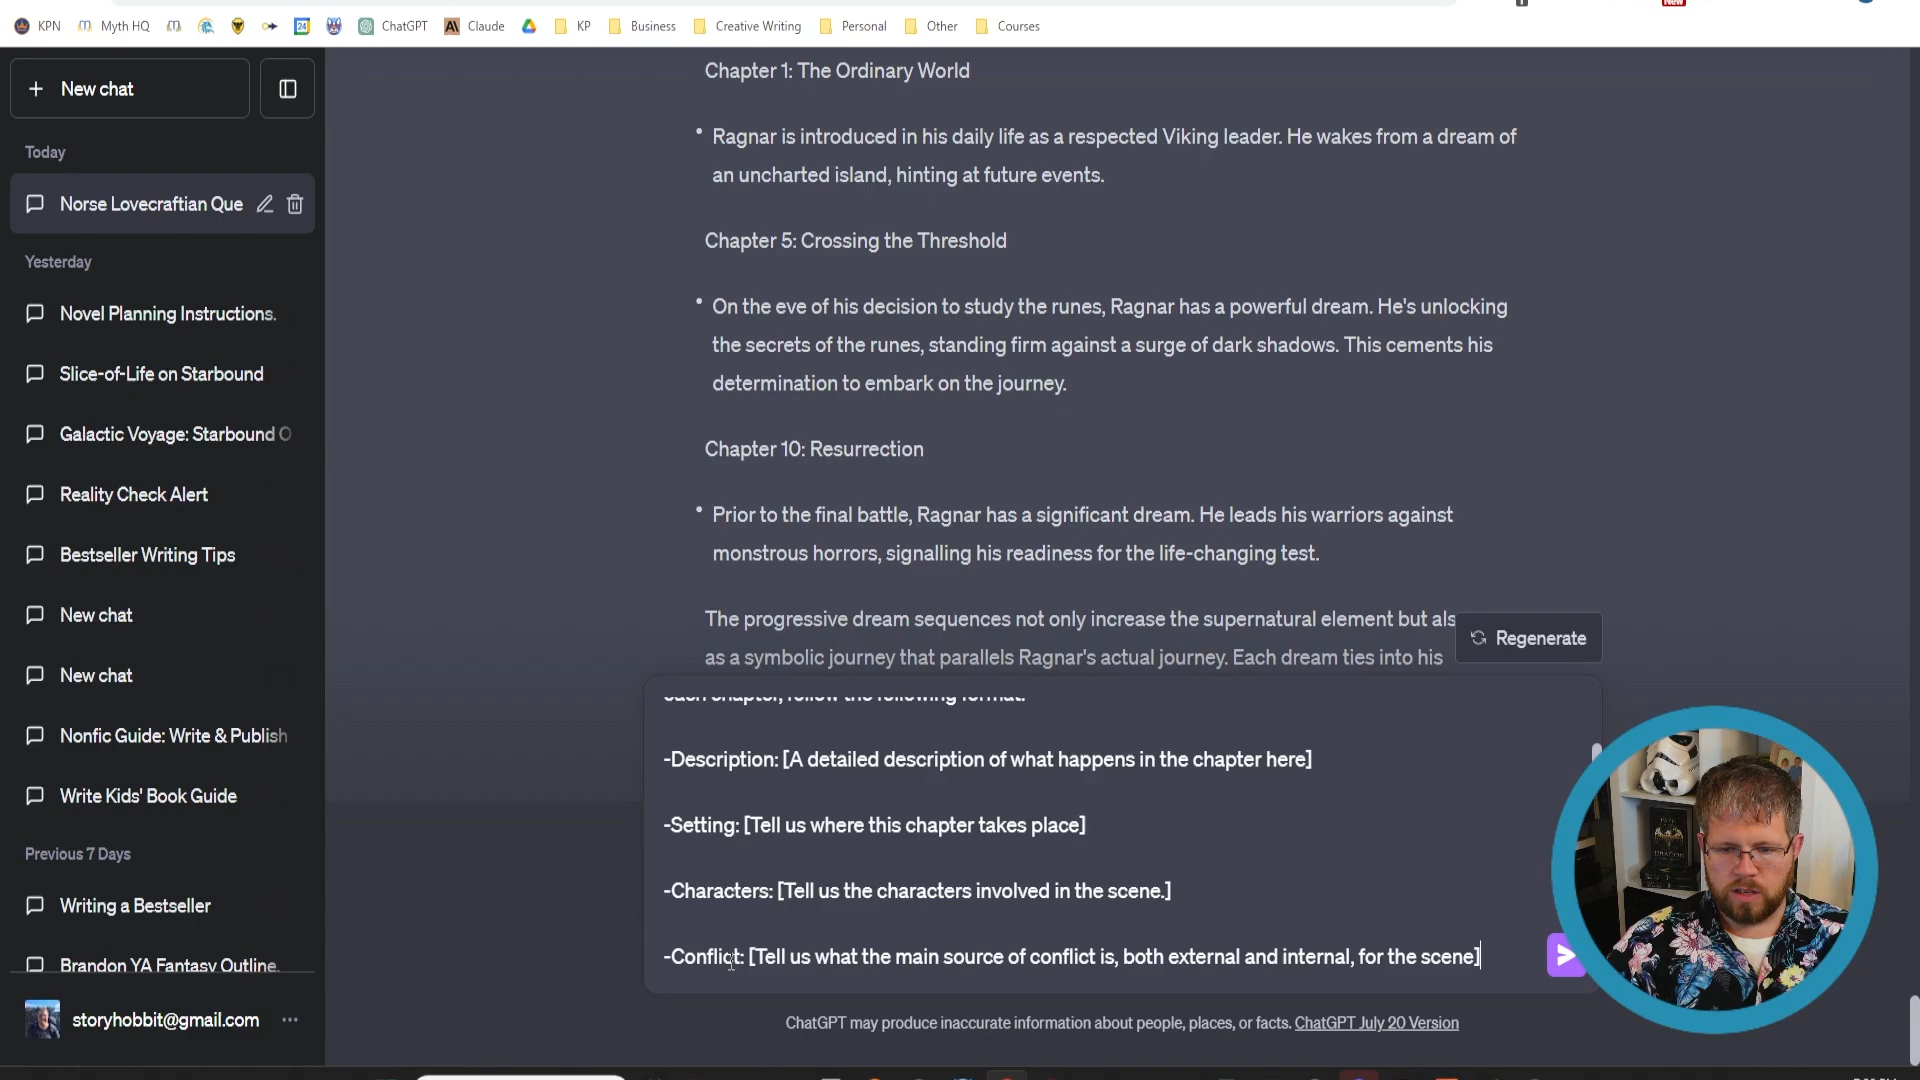 KPN Myth HQ ChatGPT Claude KP Business Creative Writing Personal Other Courses
New
24
New chat
Today
Norse Lovecraftian Que
Yesterday
Novel Planning Instructions.
Slice-of-Life on Starbound
Galactic Voyage: Starbound O
Reality Check Alert
Bestseller Writing Tips
New chat
New chat
Nonfic Guide: Write & Publish
Write Kids' Book Guide
Previous 7 Days
Writing a Bestseller
Brandon YA Fantasy Outline.
storyhobbit@gmail.com
Chapter 1: The Ordinary World
• Ragnar is introduced in his daily life as a respected Viking leader. He wakes from a dream of
an uncharted island, hinting at future events.
Chapter 5: Crossing the Threshold
• On the eve of his decision to study the runes, Ragnar has a powerful dream. He's unlocking
the secrets of the runes, standing firm against a surge of dark shadows. This cements his
determination to embark on the journey.
Chapter 10: Resurrection
• Prior to the final battle, Ragnar has a significant dream. He leads his warriors against
monstrous horrors, signalling his readiness for the life-changing test.
The progressive dream sequences not only increase the supernatural element but als
as a symbolic journey that parallels Ragnar's actual journey. Each dream ties into his
Regenerate
each chapter, follow the following format:
-Description: [A detailed description of what happens in the chapter here]
-Setting: [Tell us where this chapter takes place]
-Characters: [Tell us the characters involved in the scene.]
-Conflict: [Tell us what the main source of conflict is, both external and internal, for the scene]
ChatGPT may produce inaccurate information about people, places, or facts. ChatGPT July 20 Version
DRAGON